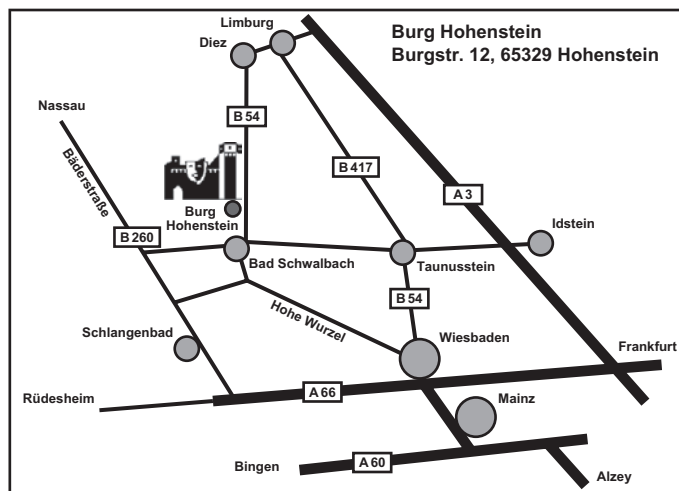 Burg Hohenstein
Burgstr. 12, 65329 Hohenstein
Limburg
Diez
Nassau
B 54
Bäderstraße
B 417
A 3
Burg
Hohenstein
Idstein
B 260
Bad Schwalbach
Taunusstein
B 54
Hohe Wurzel
Schlangenbad
Wiesbaden
Frankfurt
Rüdesheim
A 66
Mainz
Bingen
A 60
Alzey